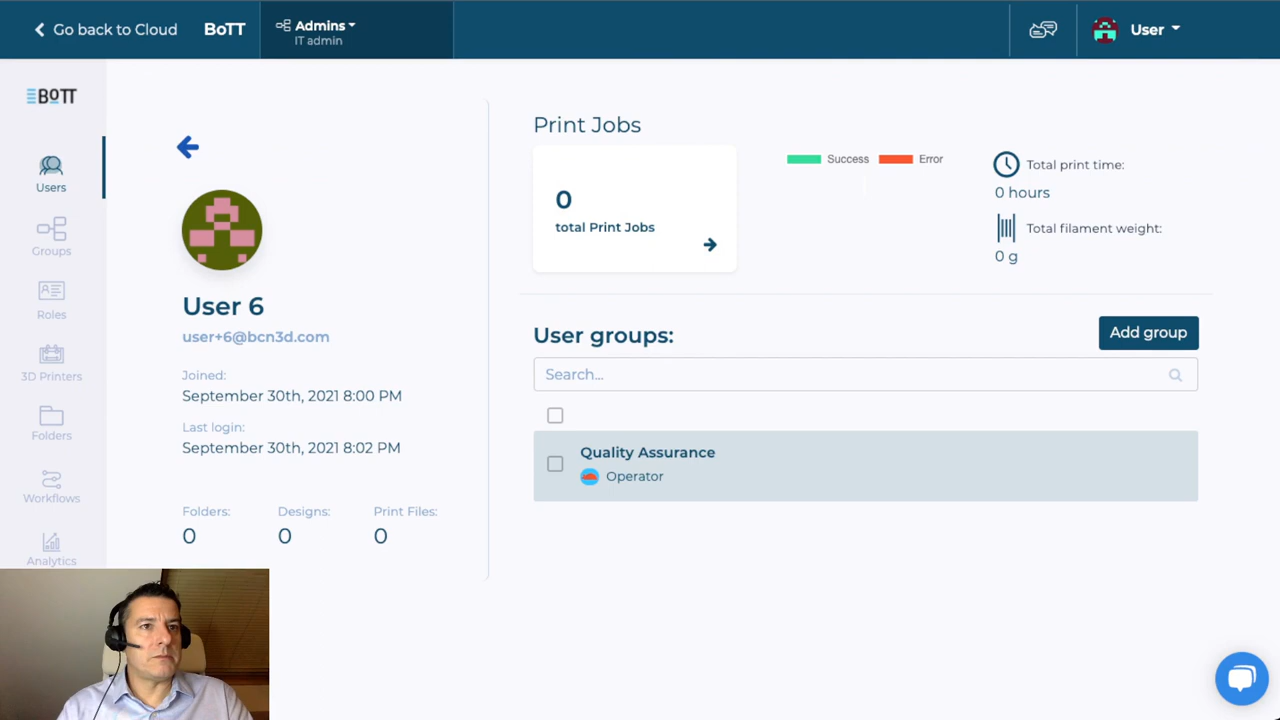 Go back to Cloud
BoTT
Admins
IT admin
User
BOTT
Users
Groups
Roles
3D Printers
Folders
Workflows
Analytics
User 6
user+6@bcn3d.com
Joined:
September 30th, 2021 8:00 PM
Last login:
September 30th, 2021 8:02 PM
Folders: Designs: Print Files:
0 0 0
Print Jobs
0
total Print Jobs
Success Error
Total print time:
0 hours
Total filament weight:
0 g
User groups:
Add group
Search...
Quality Assurance
Operator